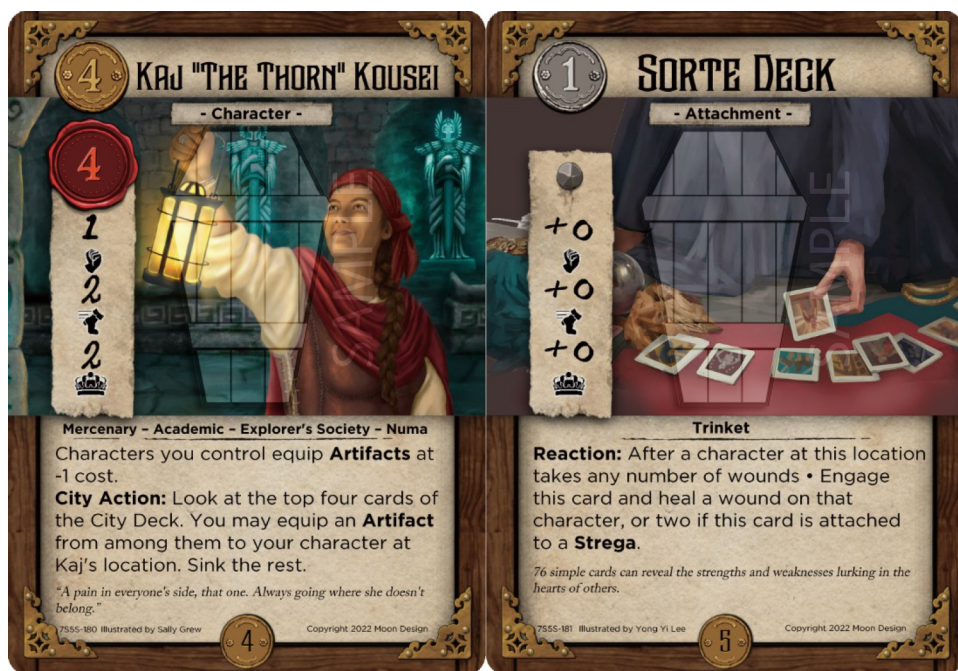 4
KAJ "THE THORN" KOUSEI
- Character -
4
1
2
2
SAMPLE
Mercenary – Academic – Explorer's Society – Numa
Characters you control equip Artifacts at
-1 cost.
City Action: Look at the top four cards of
the City Deck. You may equip an Artifact
from among them to your character at
Kaj's location. Sink the rest.
"A pain in everyone's side, that one. Always going where she doesn't
belong."
7S5S-180 Illustrated by Sally Grew
4
Copyright 2022 Moon Design
1
SORTE DECK
- Attachment -
+0
+0
+0
SAMPLE
Trinket
Reaction: After a character at this location
takes any number of wounds • Engage
this card and heal a wound on that
character, or two if this card is attached
to a Strega.
76 simple cards can reveal the strengths and weaknesses lurking in the
hearts of others.
7S5S-181 Illustrated by Yong Yi Lee
5
Copyright 2022 Moon Design